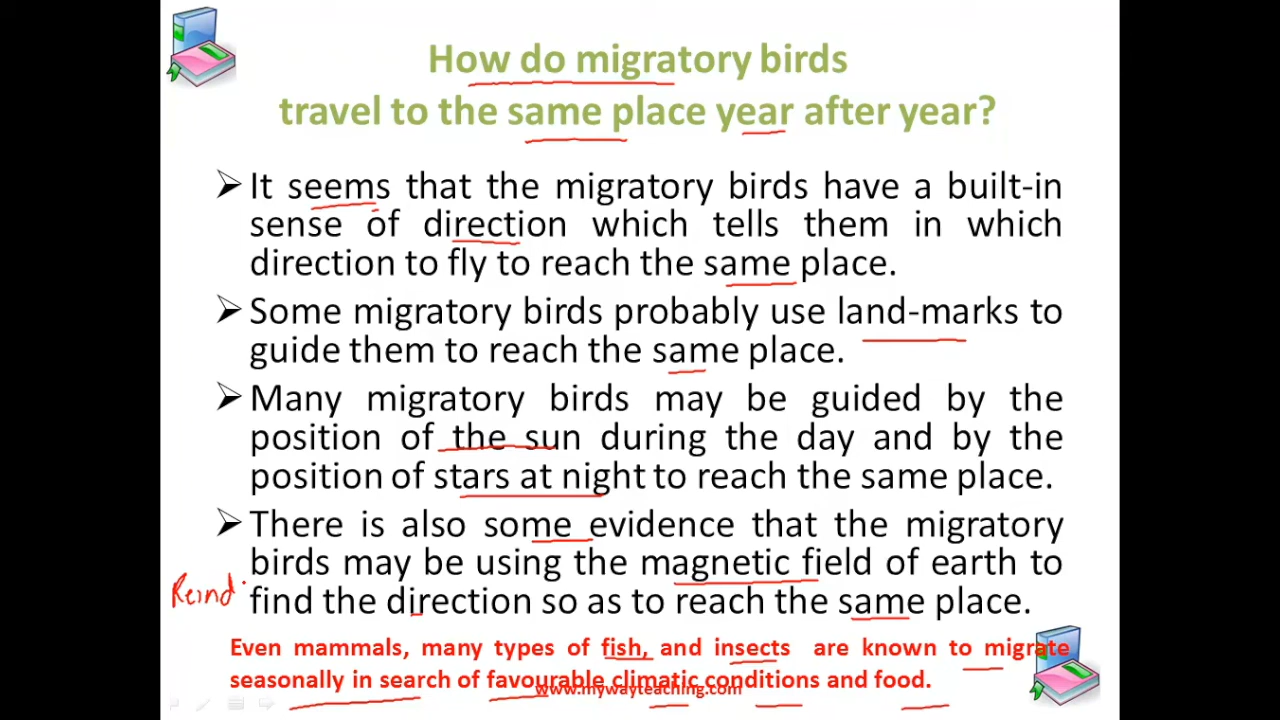 How do migratory birds
travel to the same place year after year?
It seems that the migratory birds have a built-in
sense of direction which tells them in which
direction to fly to reach the same place.
Some migratory birds probably use land-marks to
guide them to reach the same place.
Many migratory birds may be guided by the
position of the sun during the day and by the
position of stars at night to reach the same place.
There is also some evidence that the migratory
birds may be using the magnetic field of earth to
Reind
find the direction so as to reach the same place.
Even mammals, many types of fish, and insects are known to migrate
seasonally in search of favourable climatic conditions and food.
www.mywayteaching.com